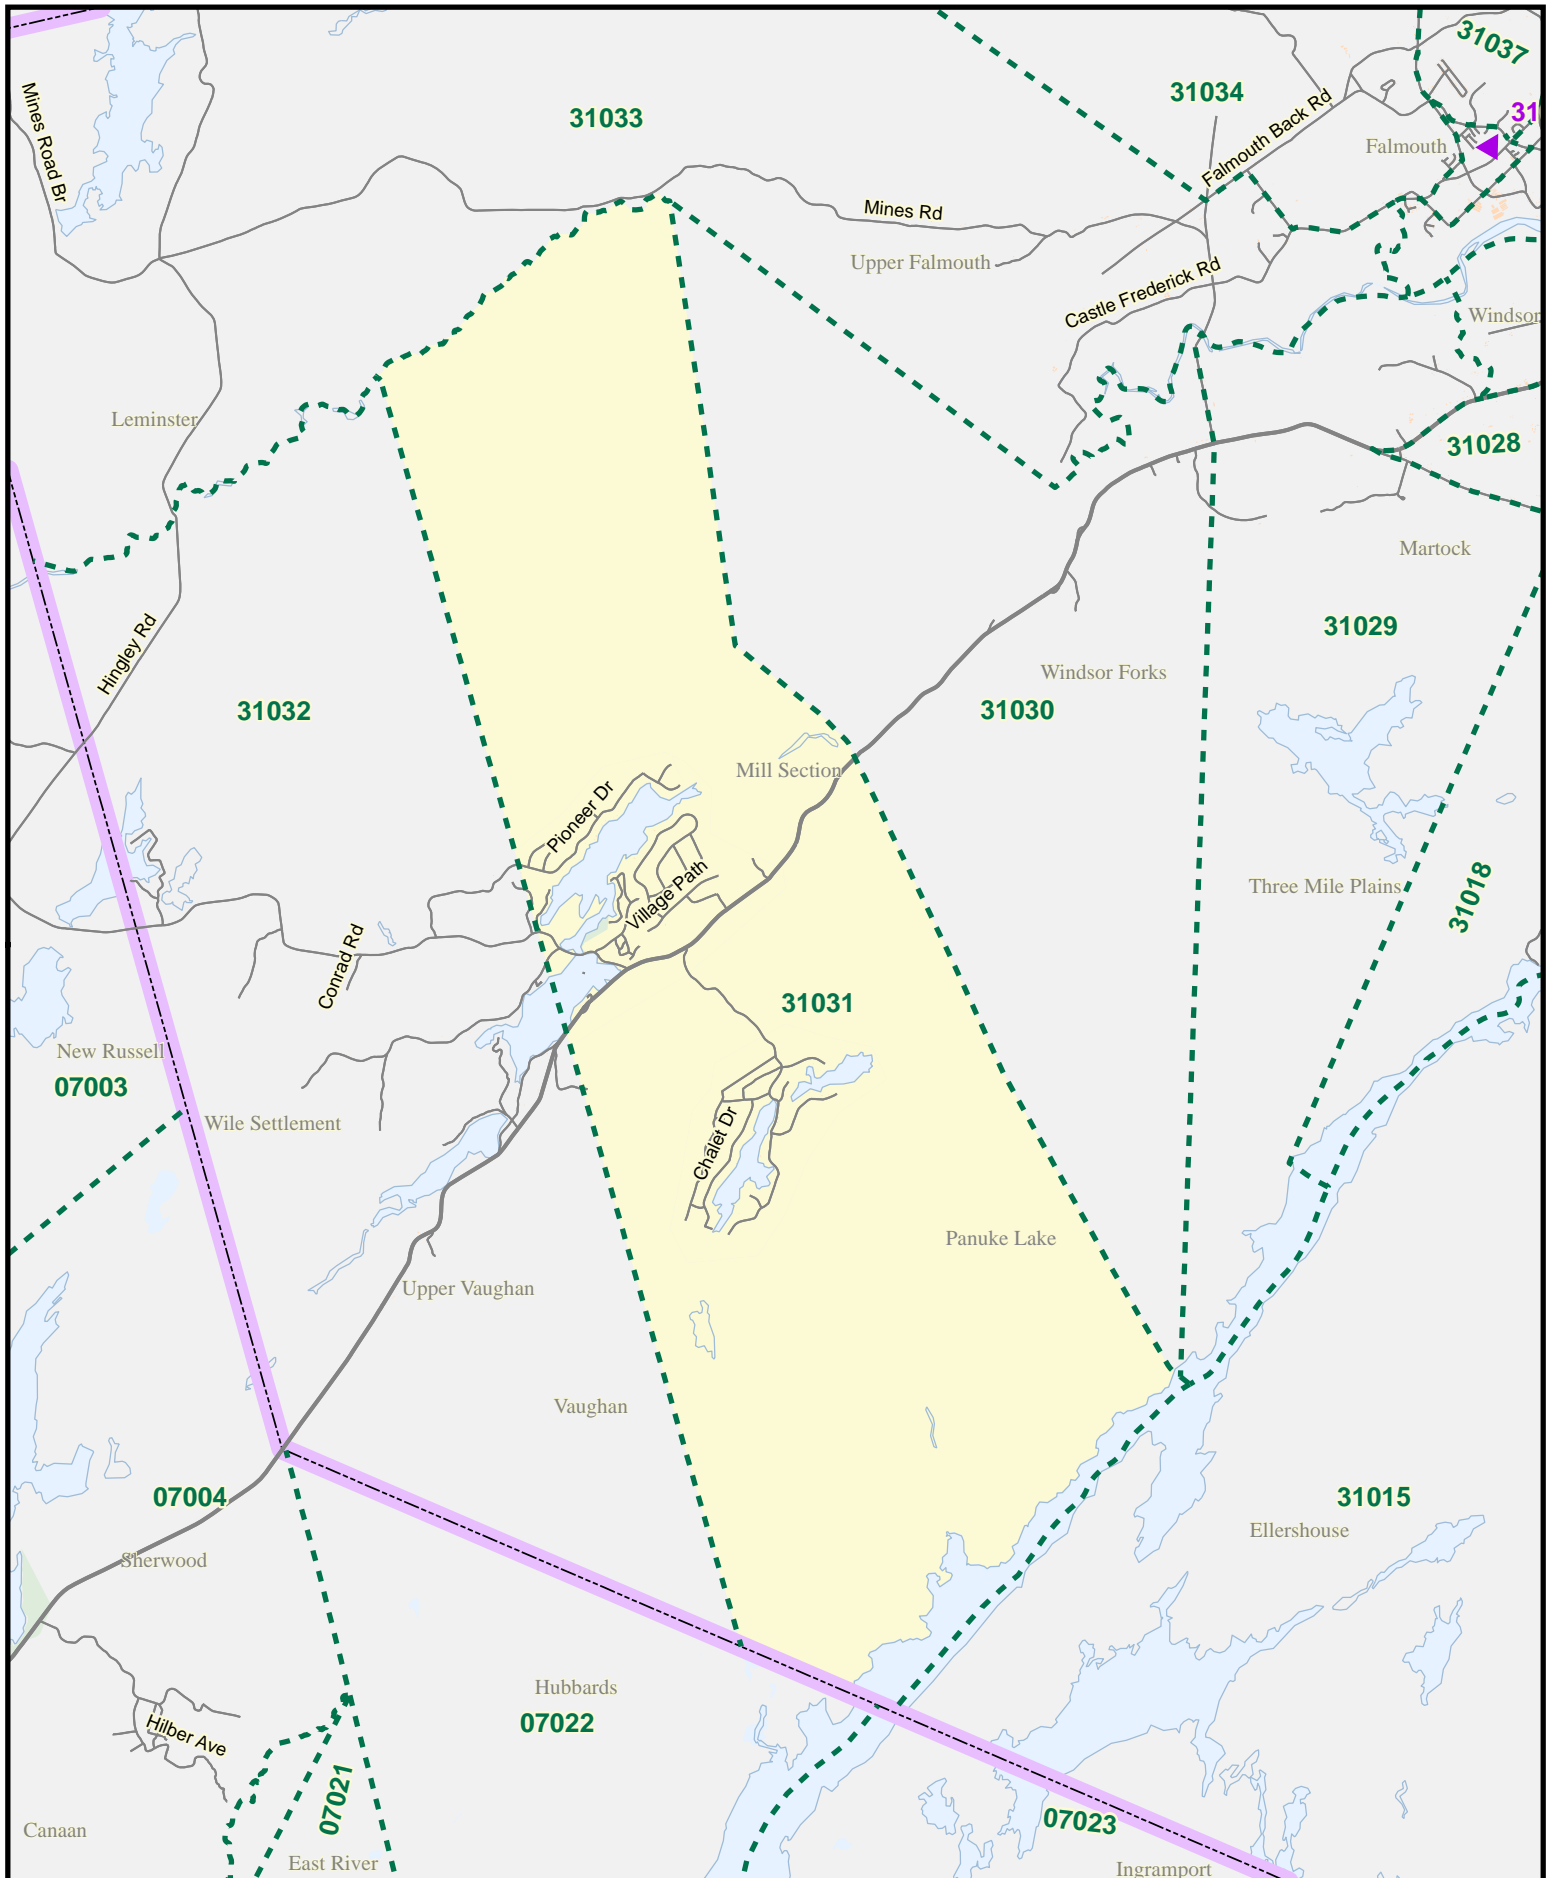 31037
31034
31033
31
Mines Road Br
Falmouth Back Rd
Falmouth
Mines Rd
Upper Falmouth
Castle Frederick Rd
Windsor
Leminster
31028
Martock
Hingley Rd
31029
Windsor Forks
31032
31030
Mill Section
Pioneer Dr
Village Path
Three Mile Plains
31018
Conrad Rd
31031
New Russell
07003
Wile Settlement
Chalet Dr
Panuke Lake
Upper Vaughan
Vaughan
07004
31015
Ellershouse
Sherwood
Hubbards
07022
Hilber Ave
07021
07023
Canaan
East River
Ingramport